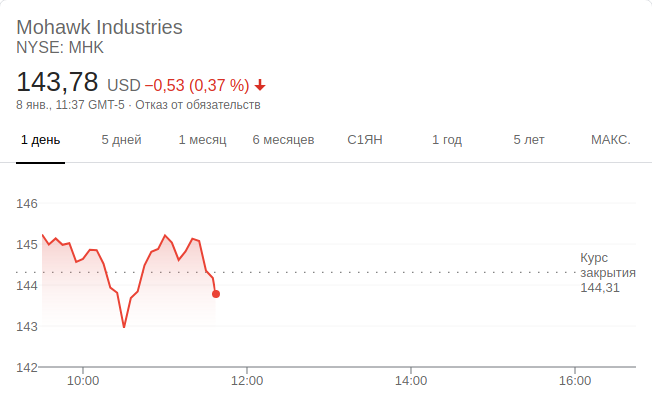 Mohawk Industries
NYSE: MHK
143,78 USD −0,53 (0,37 %)
8 янв., 11:37 GMT-5 · Отказ от обязательств
1 день 5 дней 1 месяц 6 месяцев С1ЯН 1 год 5 лет МАКС.
146
145
Курс
закрытия
144,31
144
143
142
10:00 12:00 14:00 16:00